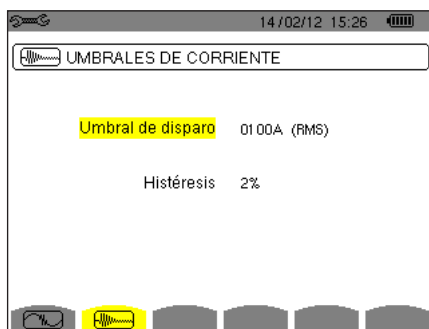 14/02/12 15:26
UMBRALES DE CORRIENTE
Umbral de disparo 0100A (RMS)
Histéresis 2%